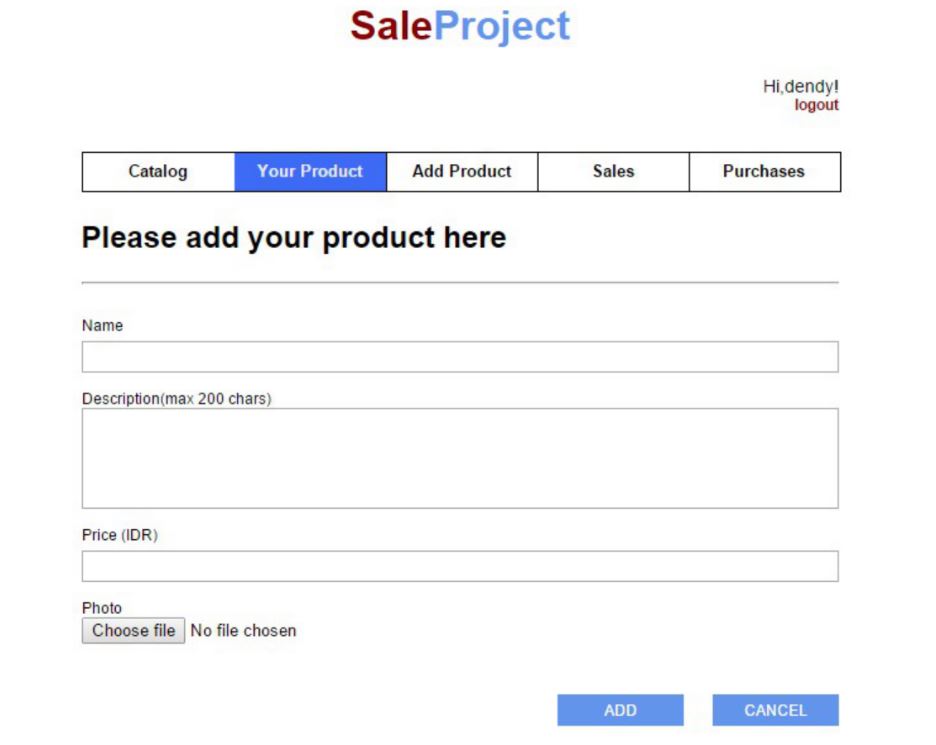 SaleProject
Hi,dendy!
logout
Catalog Your Product Add Product Sales Purchases
Please add your product here
Name
Description(max 200 chars)
Price (IDR)
Photo
Choose file No file chosen
ADD CANCEL